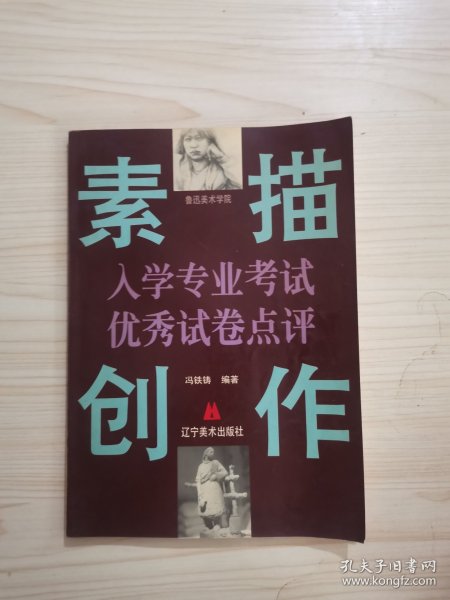 素描
鲁迅美术学院
入学专业考试
优秀试卷点评
冯铁铸 编著
创作
辽宁美术出版社
孔夫子旧书网
www.kongfz.com